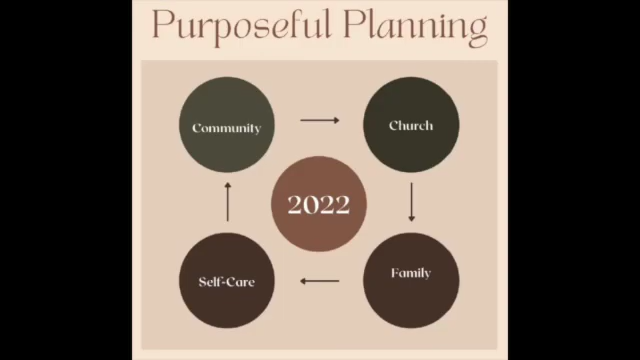 Purposeful Planning
Community
Church
2022
Self-Care
Family